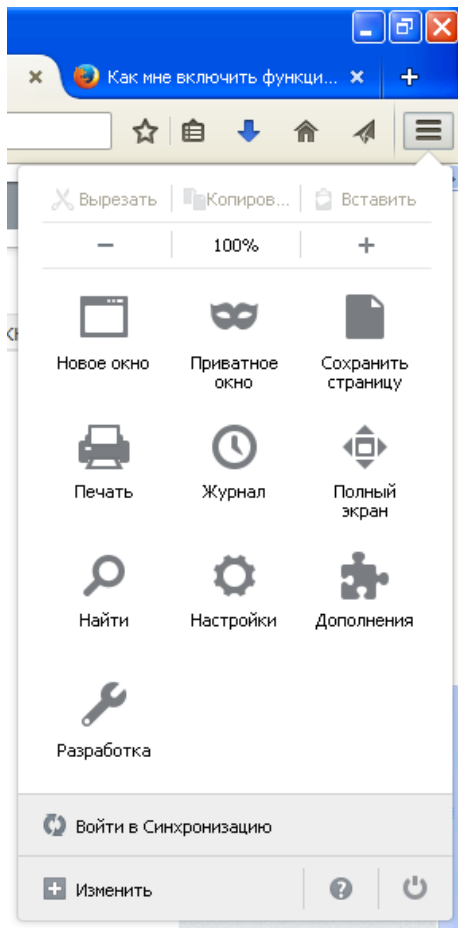 Как мне включить функци...
Вырезать Копиров... Вставить
100%
Новое окно Приватное окно Сохранить страницу
Печать Журнал Полный экран
Найти Настройки Дополнения
Разработка
Войти в Синхронизацию
Изменить